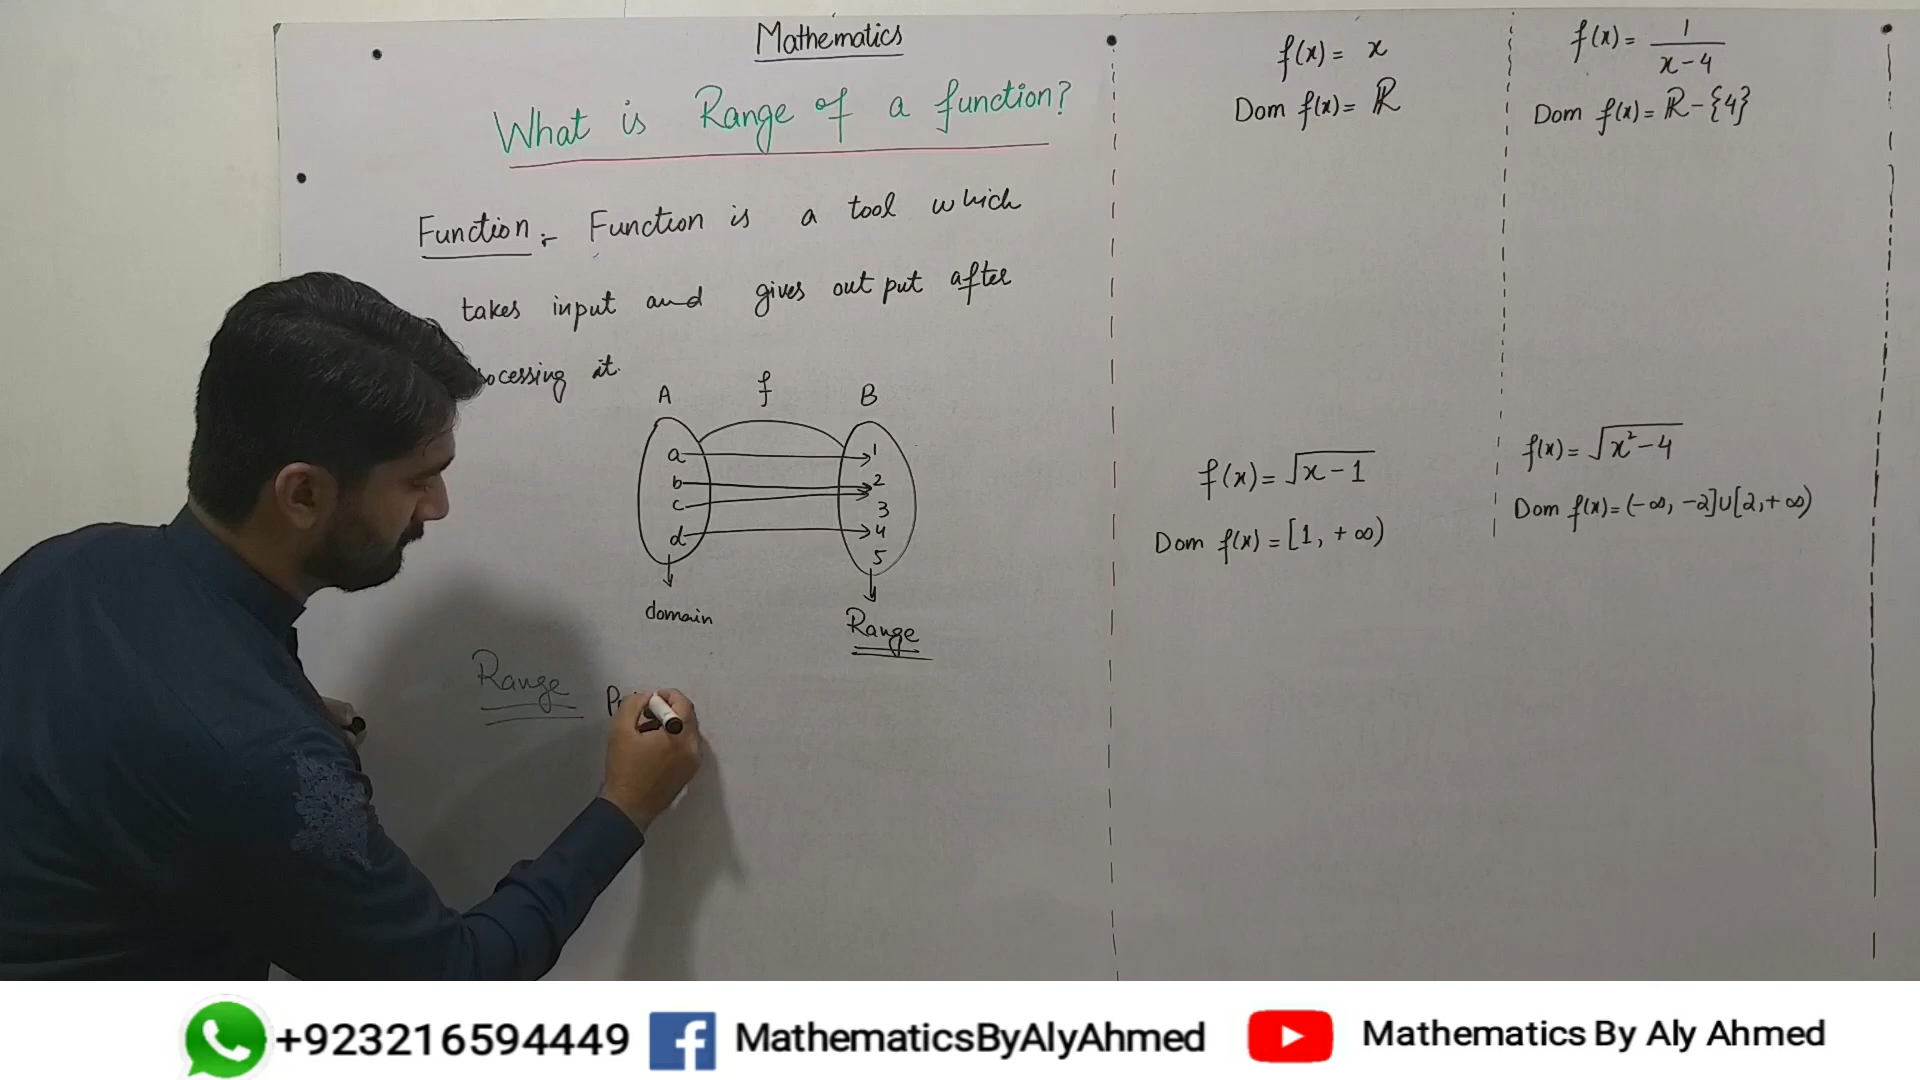 Mathematics
What is Range of a function?
Function :- Function is a tool which
takes input and gives out put after
ocessing it.
A f B
a 1
b 2
c 3
d 4
5
domain
Range
Range
f(x) = x
Dom f(x) = ℝ
f(x) = 1/(x-4)
Dom f(x) = ℝ - {4}
f(x) = √(x-1)
Dom f(x) = [1, +∞)
f(x) = √(x²-4)
Dom f(x) = (-∞, -2]∪[2, +∞)
+923216594449 MathematicsByAlyAhmed Mathematics By Aly Ahmed